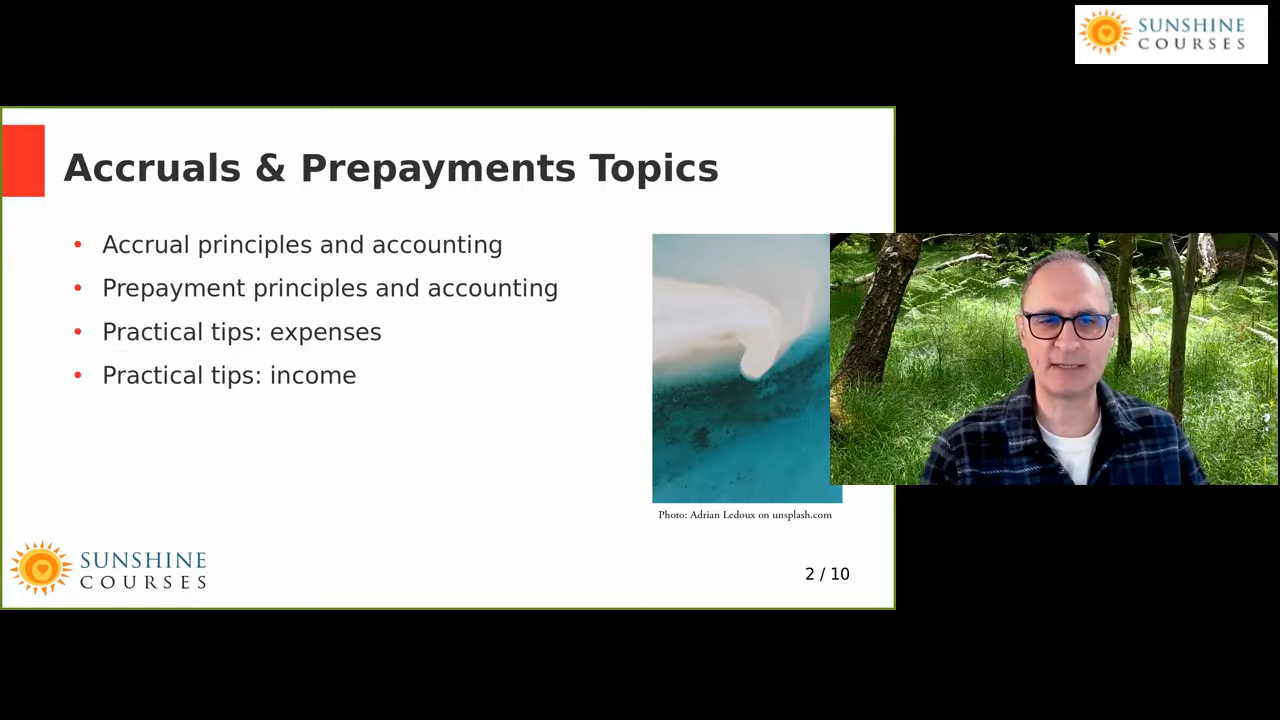 SUNSHINE
COURSES
Accruals & Prepayments Topics
• Accrual principles and accounting
• Prepayment principles and accounting
• Practical tips: expenses
• Practical tips: income
Photo: Adrian Ledoux on unsplash.com
SUNSHINE
COURSES
2 / 10